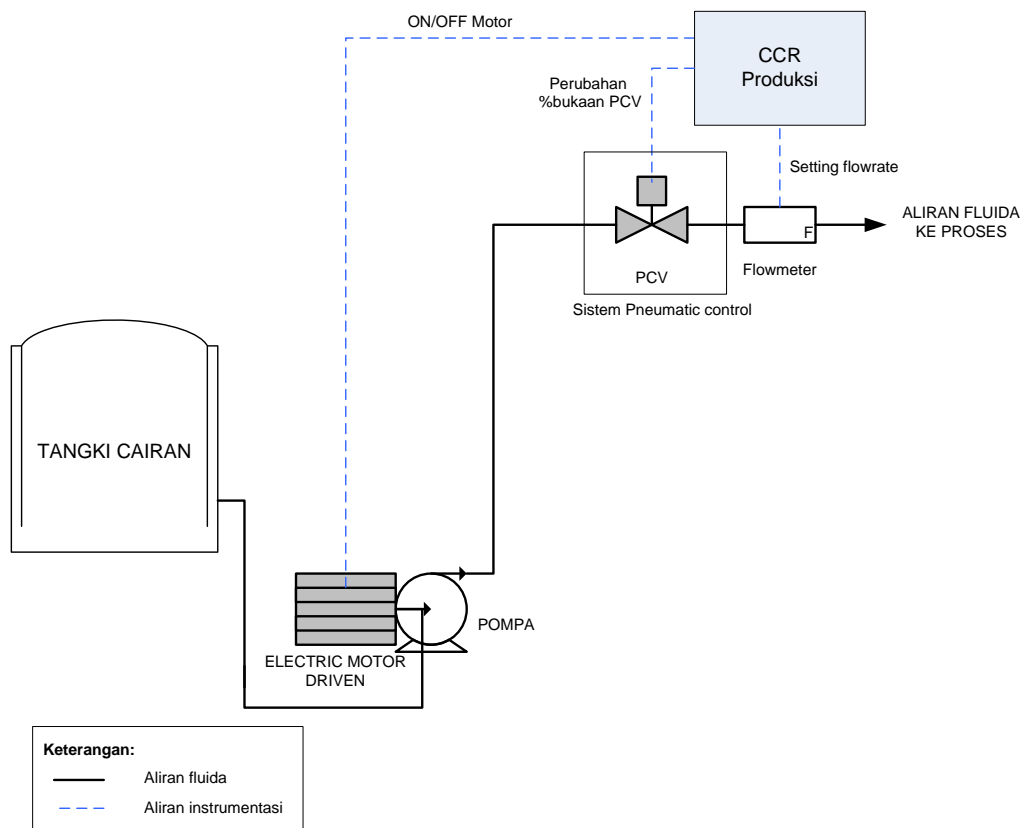 ON/OFF Motor
CCR
Produksi
Perubahan
%bukaan PCV
Setting flowrate
ALIRAN FLUIDA
KE PROSES
F
PCV
Flowmeter
Sistem Pneumatic control
TANGKI CAIRAN
POMPA
ELECTRIC MOTOR
DRIVEN
Keterangan:
Aliran fluida
Aliran instrumentasi